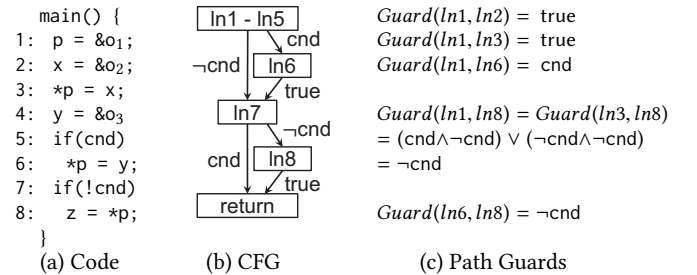 main() {
1: p = &o₁;
2: x = &o₂;
3: *p = x;
4: y = &o₃
5: if(cnd)
6: *p = y;
7: if(!cnd)
8: z = *p;
}
(a) Code
ln1 - ln5
cnd
¬cnd
ln6
true
ln7
¬cnd
cnd
ln8
true
return
(b) CFG
Guard(ln1, ln2) = true
Guard(ln1, ln3) = true
Guard(ln1, ln6) = cnd
Guard(ln1, ln8) = Guard(ln3, ln8)
= (cnd∧¬cnd) ∨ (¬cnd∧¬cnd)
= ¬cnd
Guard(ln6, ln8) = ¬cnd
(c) Path Guards